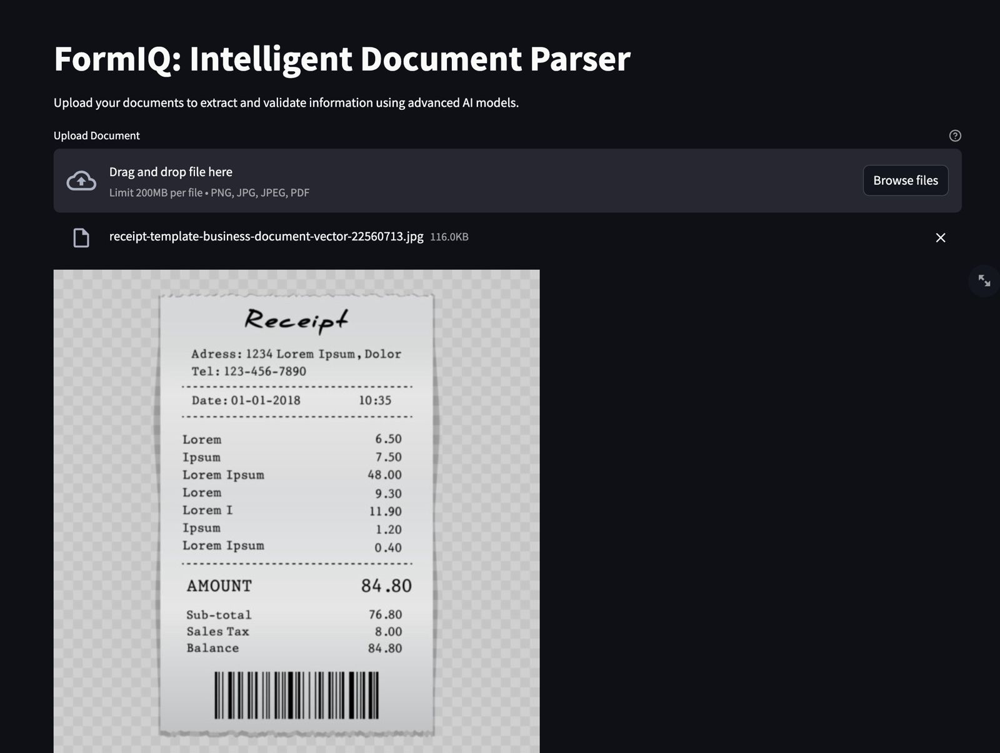 FormIQ: Intelligent Document Parser
Upload your documents to extract and validate information using advanced AI models.
Upload Document
Drag and drop file here
Limit 200MB per file • PNG, JPG, JPEG, PDF
Browse files
receipt-template-business-document-vector-22560713.jpg 116.0KB
Receipt
Adress: 1234 Lorem Ipsum, Dolor
Tel: 123-456-7890
Date: 01-01-2018 10:35
Lorem 6.50
Ipsum 7.50
Lorem Ipsum 48.00
Lorem 9.30
Lorem I 11.90
Ipsum 1.20
Lorem Ipsum 0.40
AMOUNT 84.80
Sub-total 76.80
Sales Tax 8.00
Balance 84.80